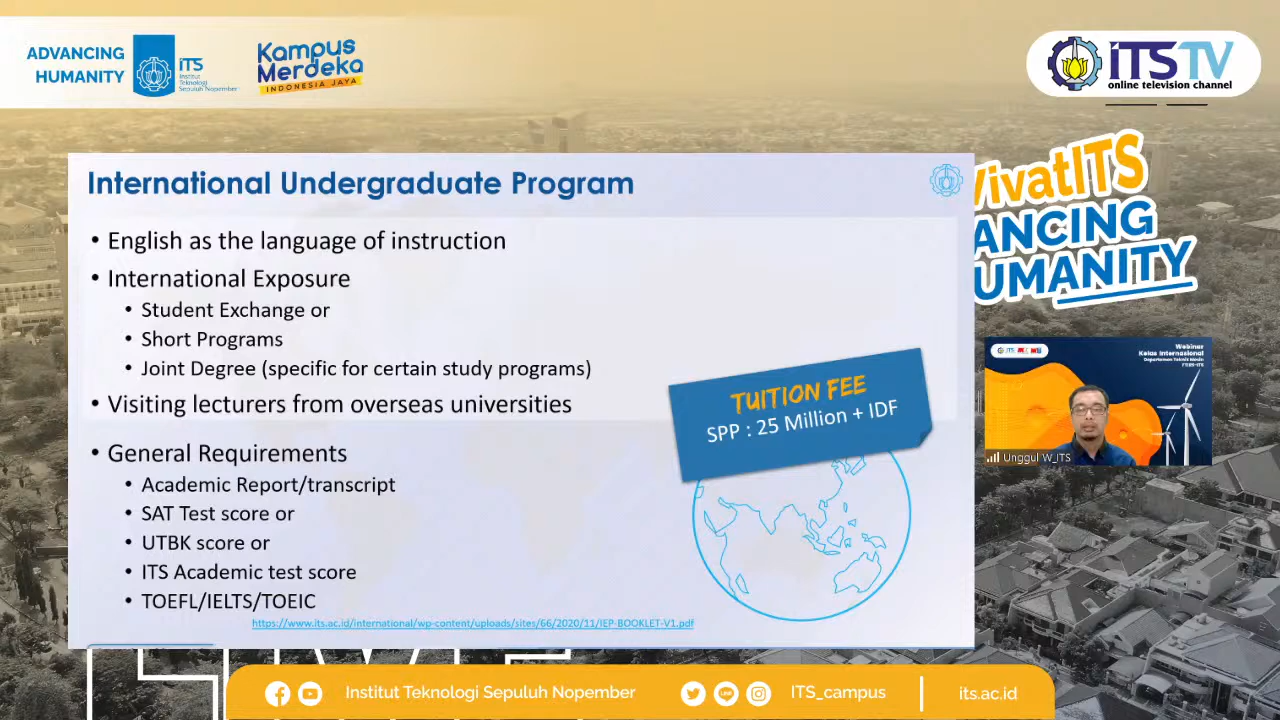 ADVANCING
HUMANITY
iTS
Institut
Teknologi
Sepuluh Nopember
Kampus
Merdeka
INDONESIA JAYA
iTSTV
online television channel
VivatITS
ANCING
UMANITY
International Undergraduate Program
• English as the language of instruction
• International Exposure
• Student Exchange or
• Short Programs
• Joint Degree (specific for certain study programs)
• Visiting lecturers from overseas universities
• General Requirements
• Academic Report/transcript
• SAT Test score or
• UTBK score or
• ITS Academic test score
• TOEFL/IELTS/TOEIC
https://www.its.ac.id/international/wp-content/uploads/sites/66/2020/11/IEP-BOOKLET-V1.pdf
TUITION FEE
SPP : 25 Million + IDF
Webinar
Kelas Internasional
Departemen Teknik Mesin
Unggul W_ITS
Institut Teknologi Sepuluh Nopember
ITS_campus
its.ac.id